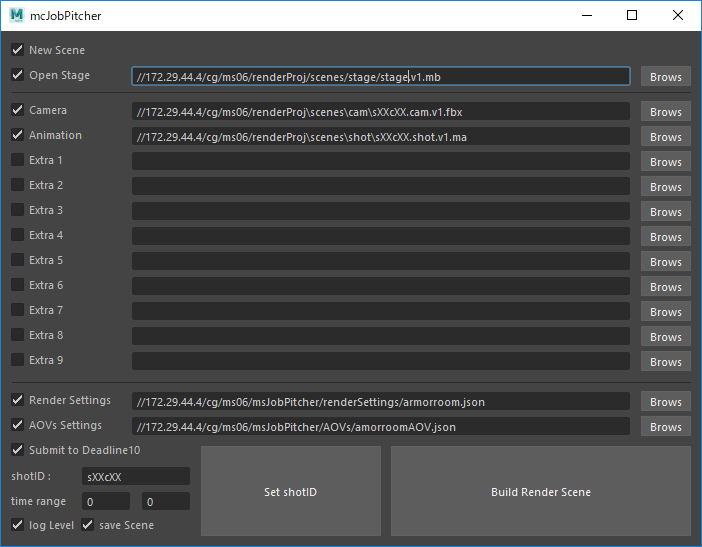 mcJobPitcher
New Scene
Open Stage //172.29.44.4/cg/ms06/renderProj/scenes/stage/stage.v1.mb Brows
Camera //172.29.44.4/cg/ms06/renderProj\scenes\cam\sXXcXX.cam.v1.fbx Brows
Animation //172.29.44.4/cg/ms06/renderProj\scenes\shot\sXXcXX.shot.v1.ma Brows
Extra 1 Brows
Extra 2 Brows
Extra 3 Brows
Extra 4 Brows
Extra 5 Brows
Extra 6 Brows
Extra 7 Brows
Extra 8 Brows
Extra 9 Brows
Render Settings //172.29.44.4/cg/ms06/msJobPitcher/renderSettings/armorroom.json Brows
AOVs Settings //172.29.44.4/cg/ms06/msJobPitcher/AOVs/amorroomAOV.json Brows
Submit to Deadline10
shotID : sXXcXX
time range 0 0
log Level save Scene
Set shotID
Build Render Scene